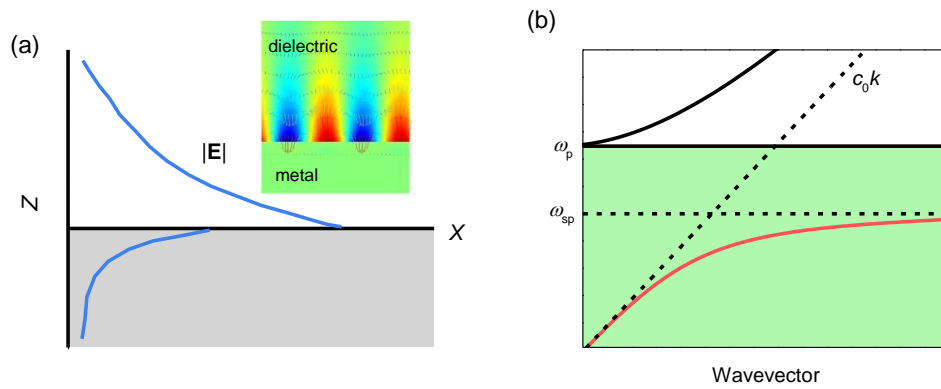 (a)
dielectric
|E|
metal
Z
X
(b)
c₀k
ωₚ
ωₛₚ
Wavevector